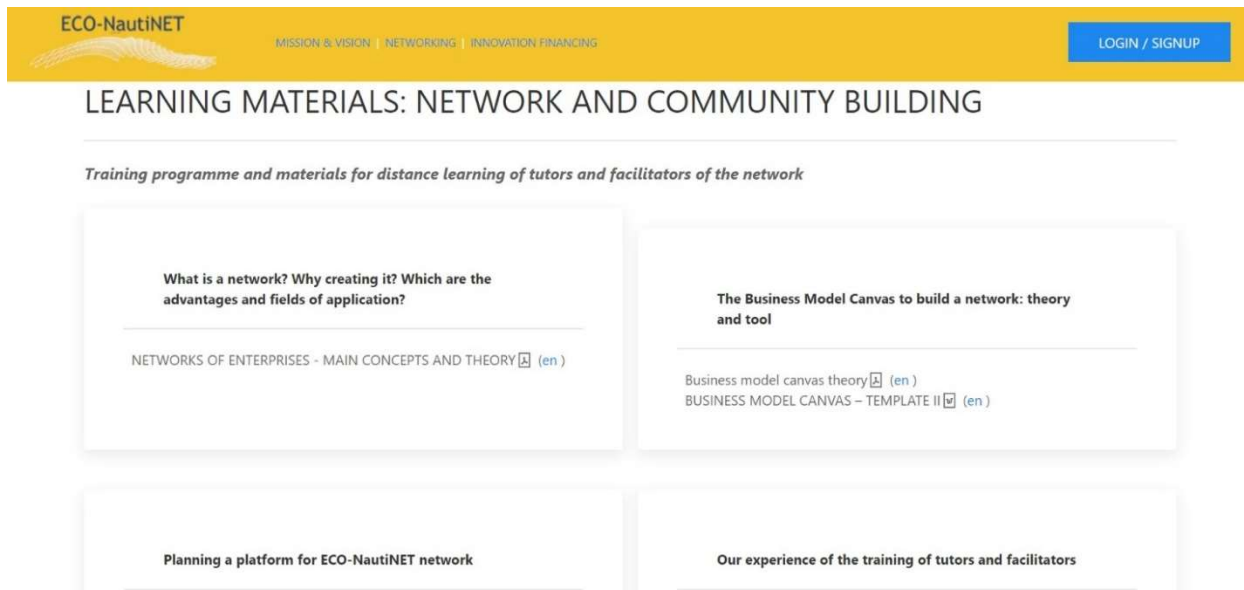 ECO-NautiNET
MISSION & VISION | NETWORKING | INNOVATION FINANCING
LOGIN / SIGNUP
LEARNING MATERIALS: NETWORK AND COMMUNITY BUILDING
Training programme and materials for distance learning of tutors and facilitators of the network
What is a network? Why creating it? Which are the
advantages and fields of application?
NETWORKS OF ENTERPRISES - MAIN CONCEPTS AND THEORY (en )
The Business Model Canvas to build a network: theory
and tool
Business model canvas theory (en )
BUSINESS MODEL CANVAS – TEMPLATE II (en )
Planning a platform for ECO-NautiNET network
Our experience of the training of tutors and facilitators